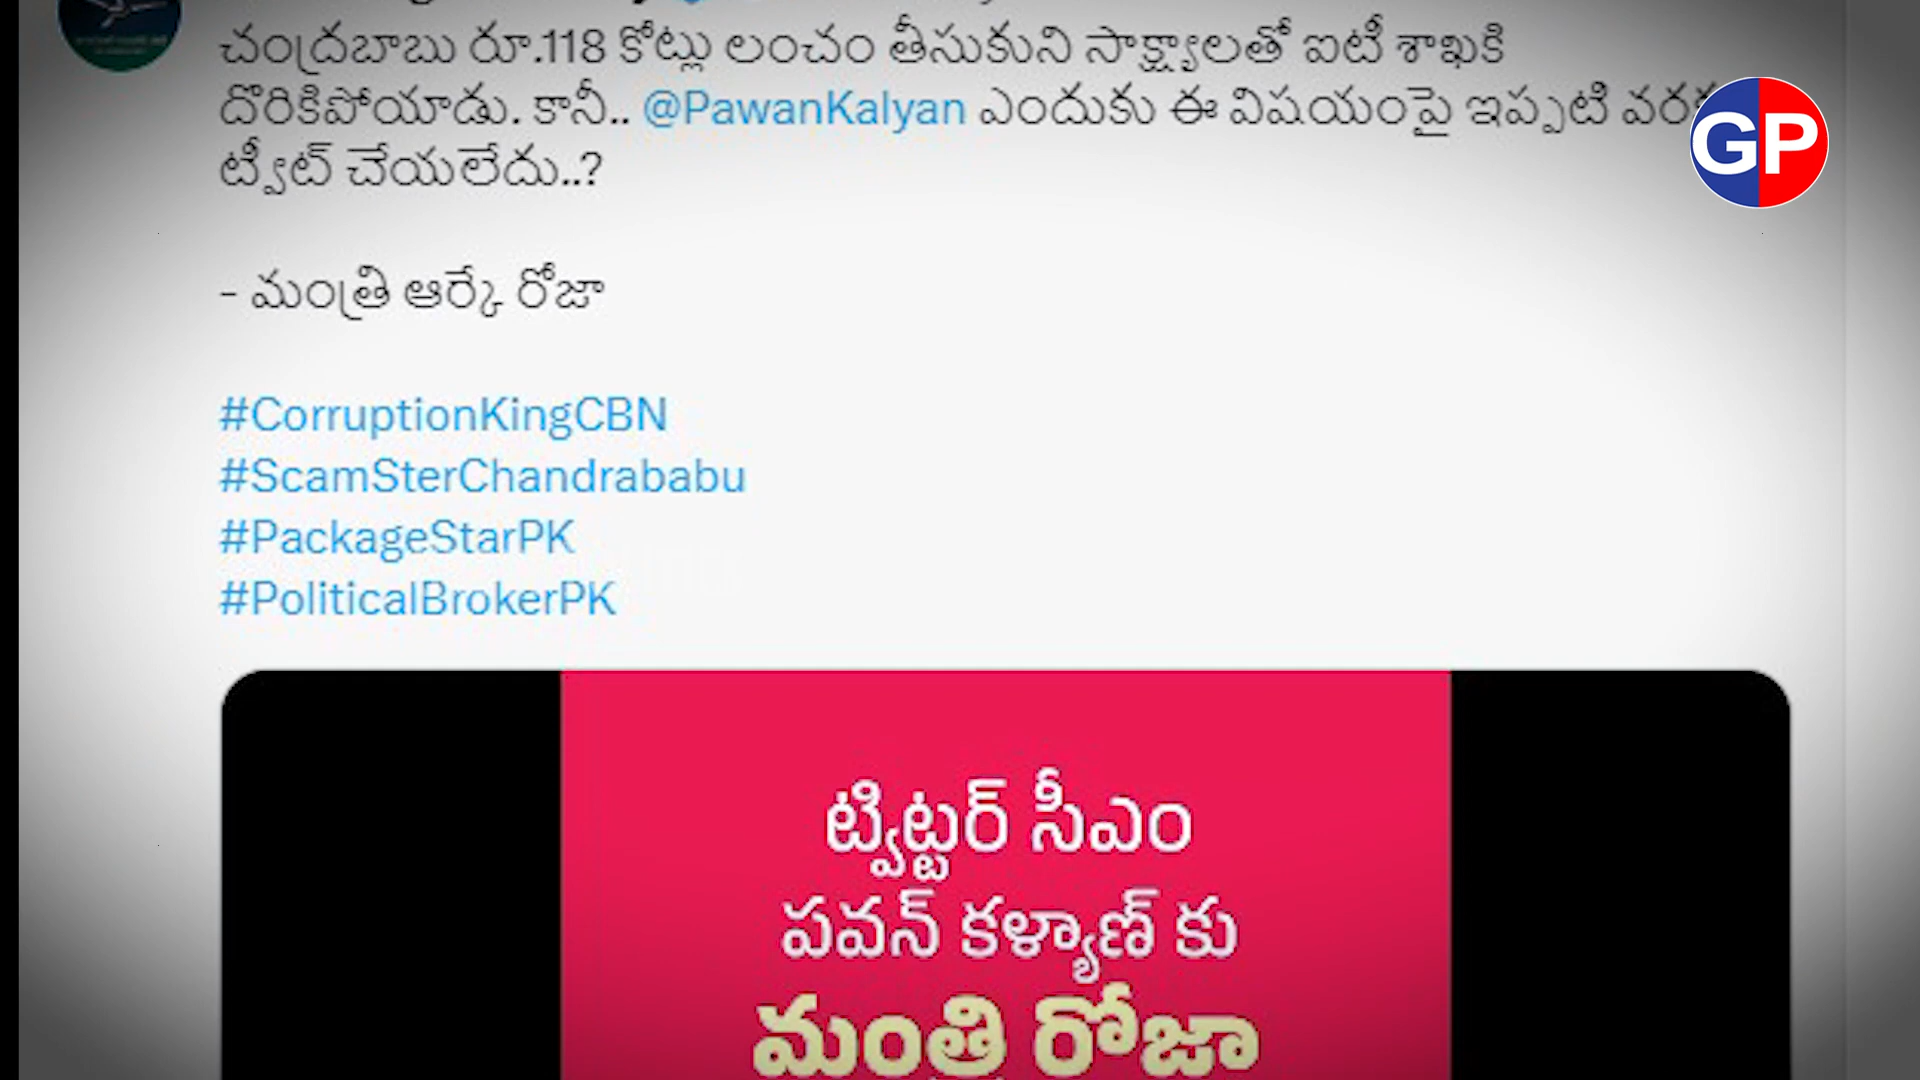 చంద్రబాబు రూ.118 కోట్లు లంచం తీసుకుని సాక్ష్యాలతో ఐటీ శాఖకి
దొరికిపోయాడు. కానీ.. @PawanKalyan ఎందుకు ఈ విషయంపై ఇప్పటి
ట్వీట్ చేయలేదు..?
- మంత్రి ఆర్కే రోజా
#CorruptionKingCBN
#ScamSterChandrababu
#PackageStarPK
#PoliticalBrokerPK
ట్విట్టర్ సీఎం
పవన్ కళ్యాణ్ కు
మంత్రి రోజా
GP